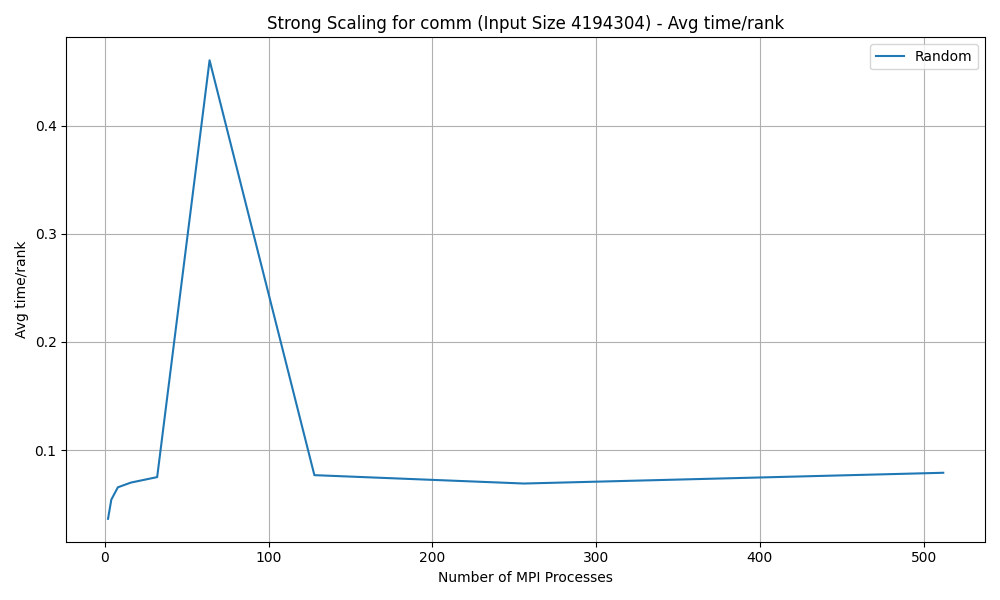 Strong Scaling for comm (Input Size 4194304) - Avg time/rank
Random
Avg time/rank
0.4
0.3
0.2
0.1
0 100 200 300 400 500
Number of MPI Processes